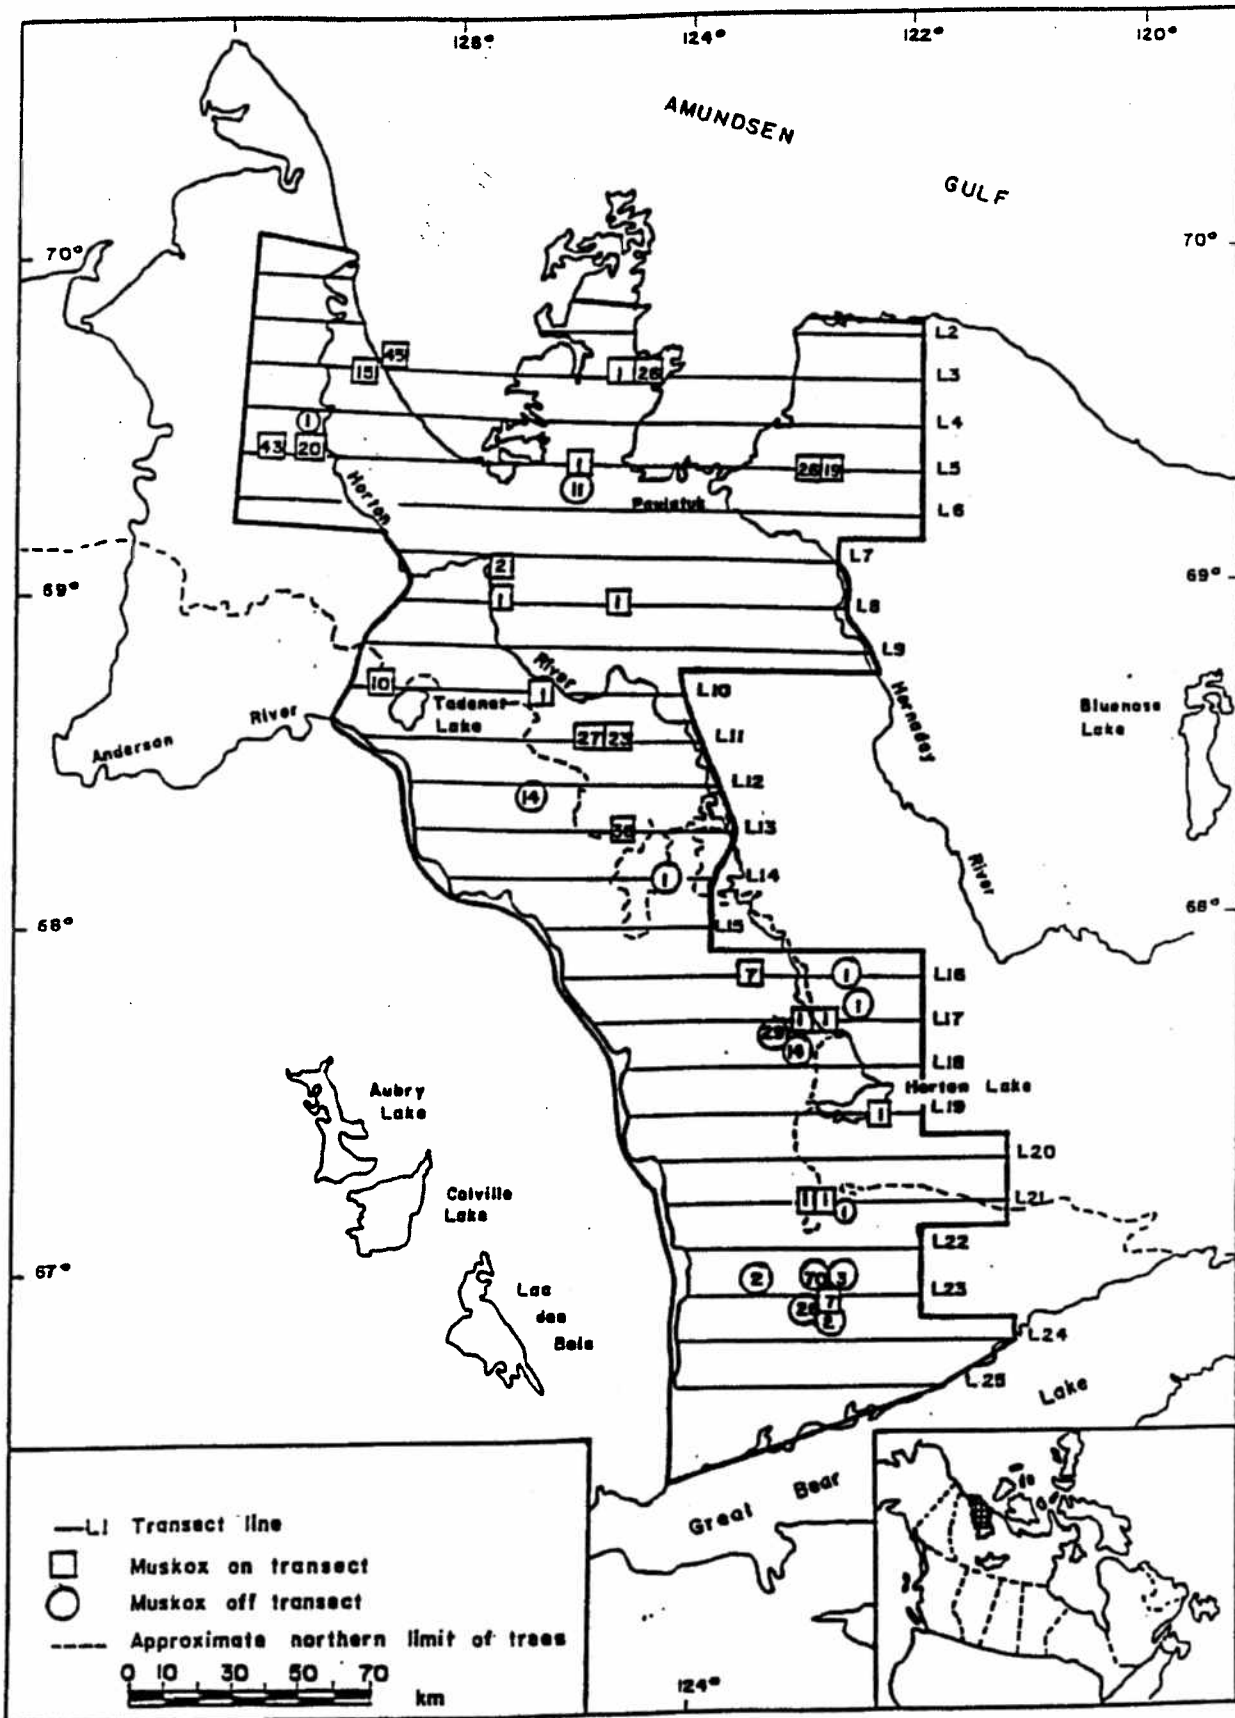 128° 124° 122° 120°
AMUNDSEN
GULF
70° 70°
L2
45
15 1 26 L3
1 L4
43 20 1 28 19 L5
11
Horton Paulatuk L6
L7
2
69° 69°
1 1 L8
L9
River
10 1 L10
Tadenet
Lake
River
Anderson
Hornaday
Bluenose
Lake
27 23 L11
14 L12
L13
River
1 L14
68° 68°
L15
7 1 L16
1
1 1 L17
29
L18
Horton Lake
Aubry
Lake
1 L19
L20
Colville
Lake
1 1 L21
1
L22
67°
2 70 3
L23
7
2
Lac
des
Bois
L24
L25
Lake
Great Bear
—L1 Transect line
Muskox on transect
Muskox off transect
Approximate northern limit of trees
0 10 30 50 70
km
124°